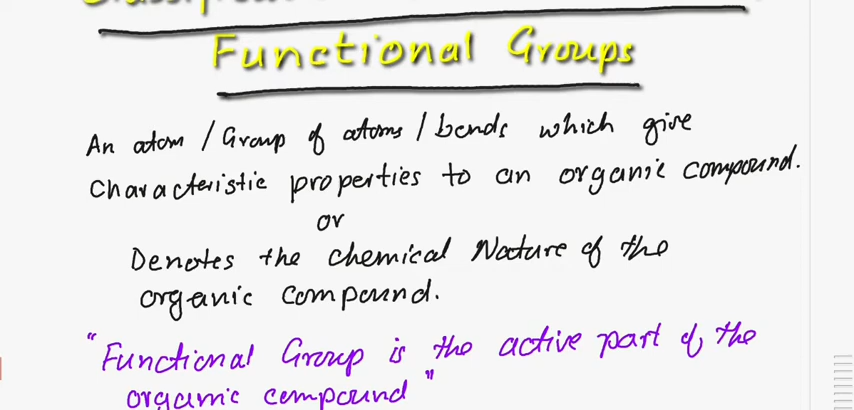 Functional Groups
An atom / Group of atoms / bends which give
characteristic properties to an organic compound.
or
Denotes the chemical Nature of the
organic compound.
"Functional Group is the active part of the
organic compound"